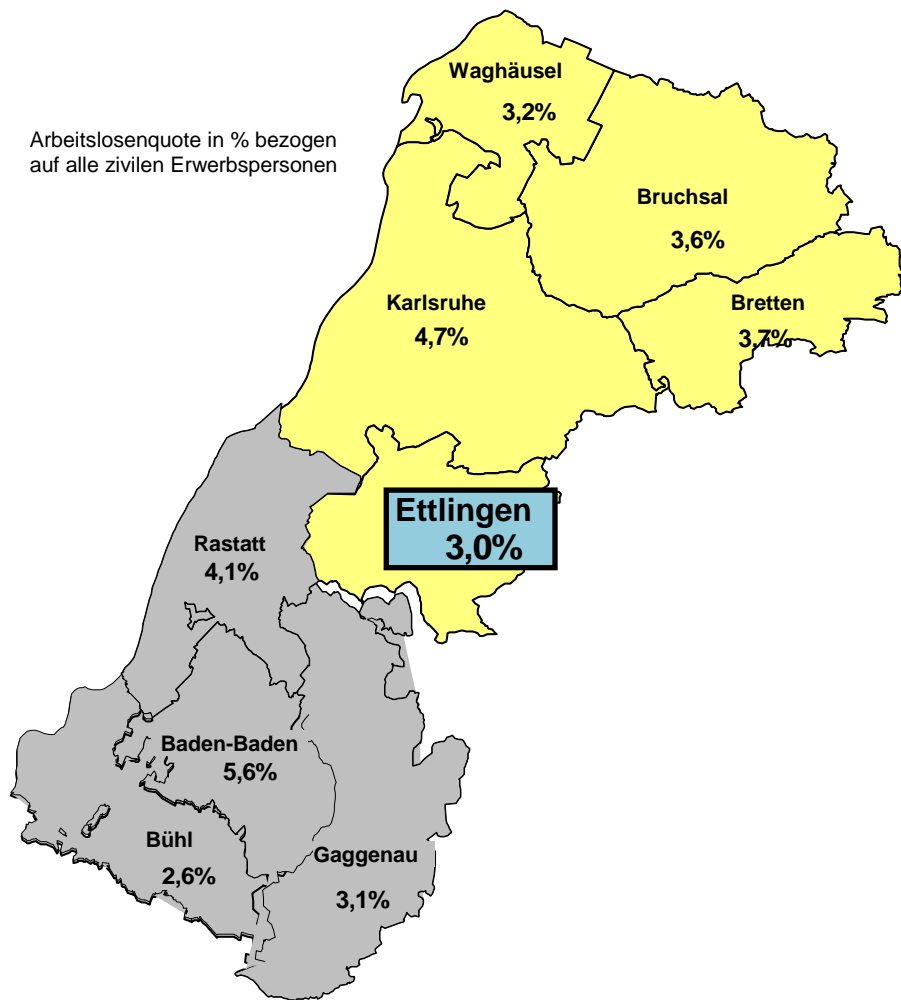 Waghäusel
3,2%
Arbeitslosenquote in % bezogen
auf alle zivilen Erwerbspersonen
Bruchsal
3,6%
Karlsruhe
4,7%
Bretten
3,7%
Ettlingen
3,0%
Rastatt
4,1%
Baden-Baden
5,6%
Bühl
2,6%
Gaggenau
3,1%